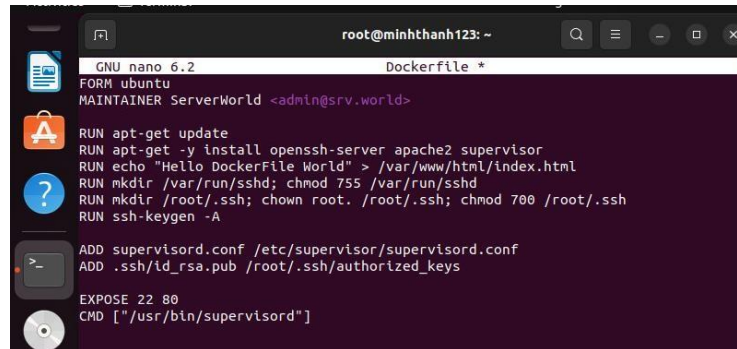 root@minhthanh123: ~
GNU nano 6.2 Dockerfile *
FORM ubuntu
MAINTAINER ServerWorld <admin@srv.world>
RUN apt-get update
RUN apt-get -y install openssh-server apache2 supervisor
RUN echo "Hello DockerFile World" > /var/www/html/index.html
RUN mkdir /var/run/sshd; chmod 755 /var/run/sshd
RUN mkdir /root/.ssh; chown root. /root/.ssh; chmod 700 /root/.ssh
RUN ssh-keygen -A
ADD supervisord.conf /etc/supervisor/supervisord.conf
ADD .ssh/id_rsa.pub /root/.ssh/authorized_keys
EXPOSE 22 80
CMD ["/usr/bin/supervisord"]